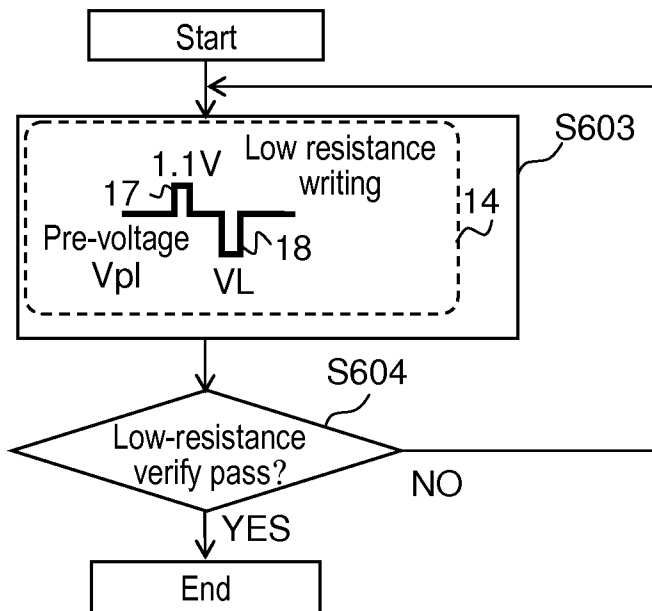 Start
S603
Low resistance
writing
1.1V
17
14
Pre-voltage
Vpl
18
VL
S604
Low-resistance
verify pass?
NO
YES
End